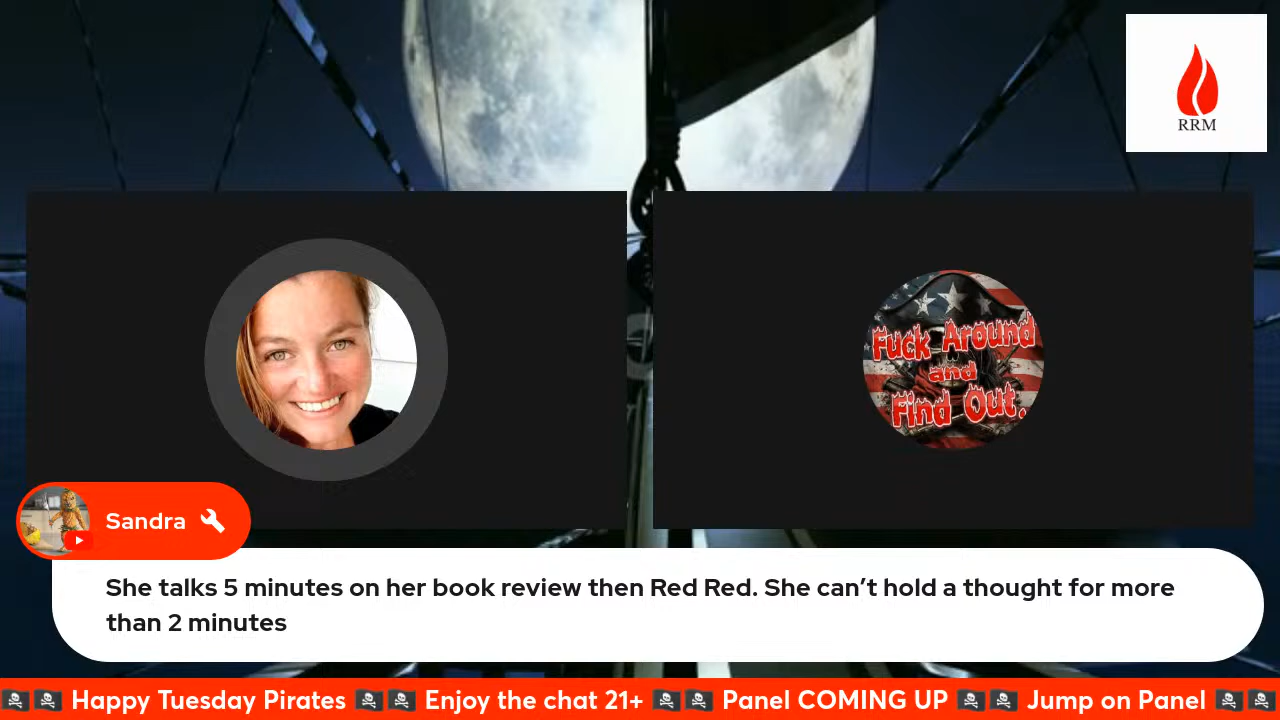 RRM
Fuck Around
and
Find Out.
Sandra
She talks 5 minutes on her book review then Red Red. She can’t hold a thought for more
than 2 minutes
Happy Tuesday Pirates Enjoy the chat 21+ Panel COMING UP Jump on Panel